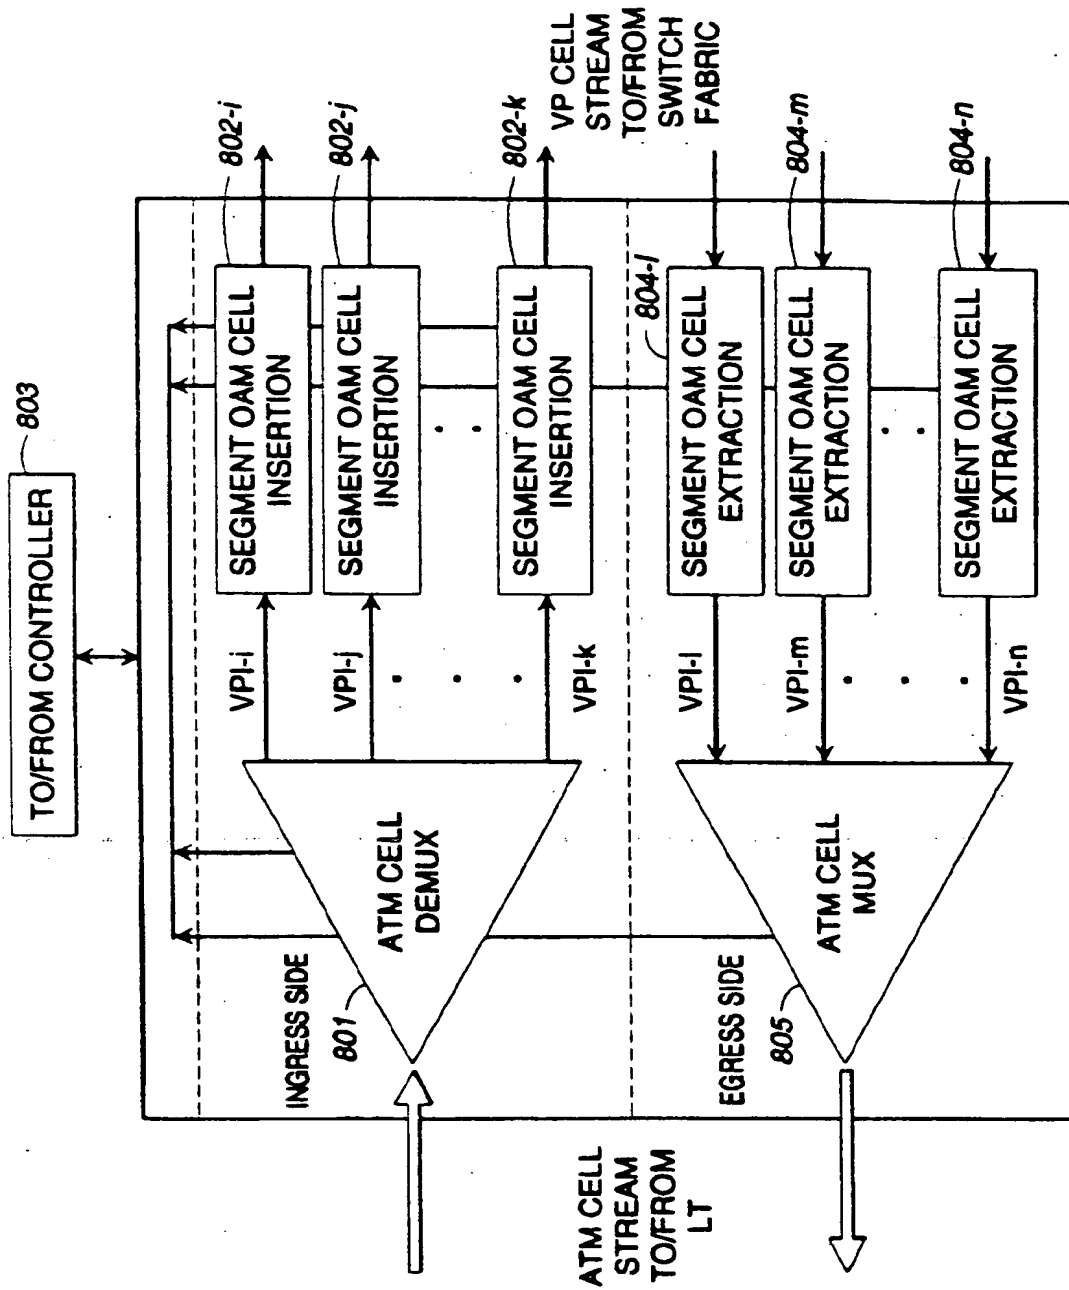 TO/FROM CONTROLLER
803
INGRESS SIDE
801
ATM CELL
DEMUX
VPI-i
VPI-j
VPI-k
SEGMENT OAM CELL
INSERTION
802-i
SEGMENT OAM CELL
INSERTION
802-j
SEGMENT OAM CELL
INSERTION
802-k
ATM CELL
STREAM
TO/FROM
LT
VP CELL
STREAM
TO/FROM
SWITCH
FABRIC
EGRESS SIDE
805
ATM CELL
MUX
VPI-l
VPI-m
VPI-n
804-l
SEGMENT OAM CELL
EXTRACTION
804-m
SEGMENT OAM CELL
EXTRACTION
804-n
SEGMENT OAM CELL
EXTRACTION